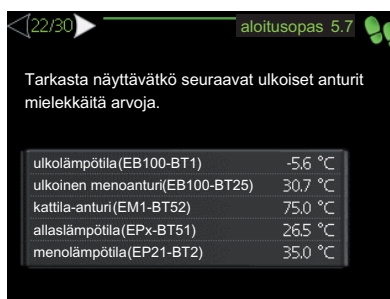 22/30
aloitusopas 5.7
Tarkasta näyttävätkö seuraavat ulkoiset anturit
mielekkäitä arvoja.
ulkolämpötila(EB100-BT1) -5.6 °C
ulkoinen menoanturi(EB100-BT25) 30.7 °C
kattila-anturi(EM1-BT52) 75.0 °C
allaslämpötila(EPx-BT51) 26.5 °C
menolämpötila(EP21-BT2) 35.0 °C